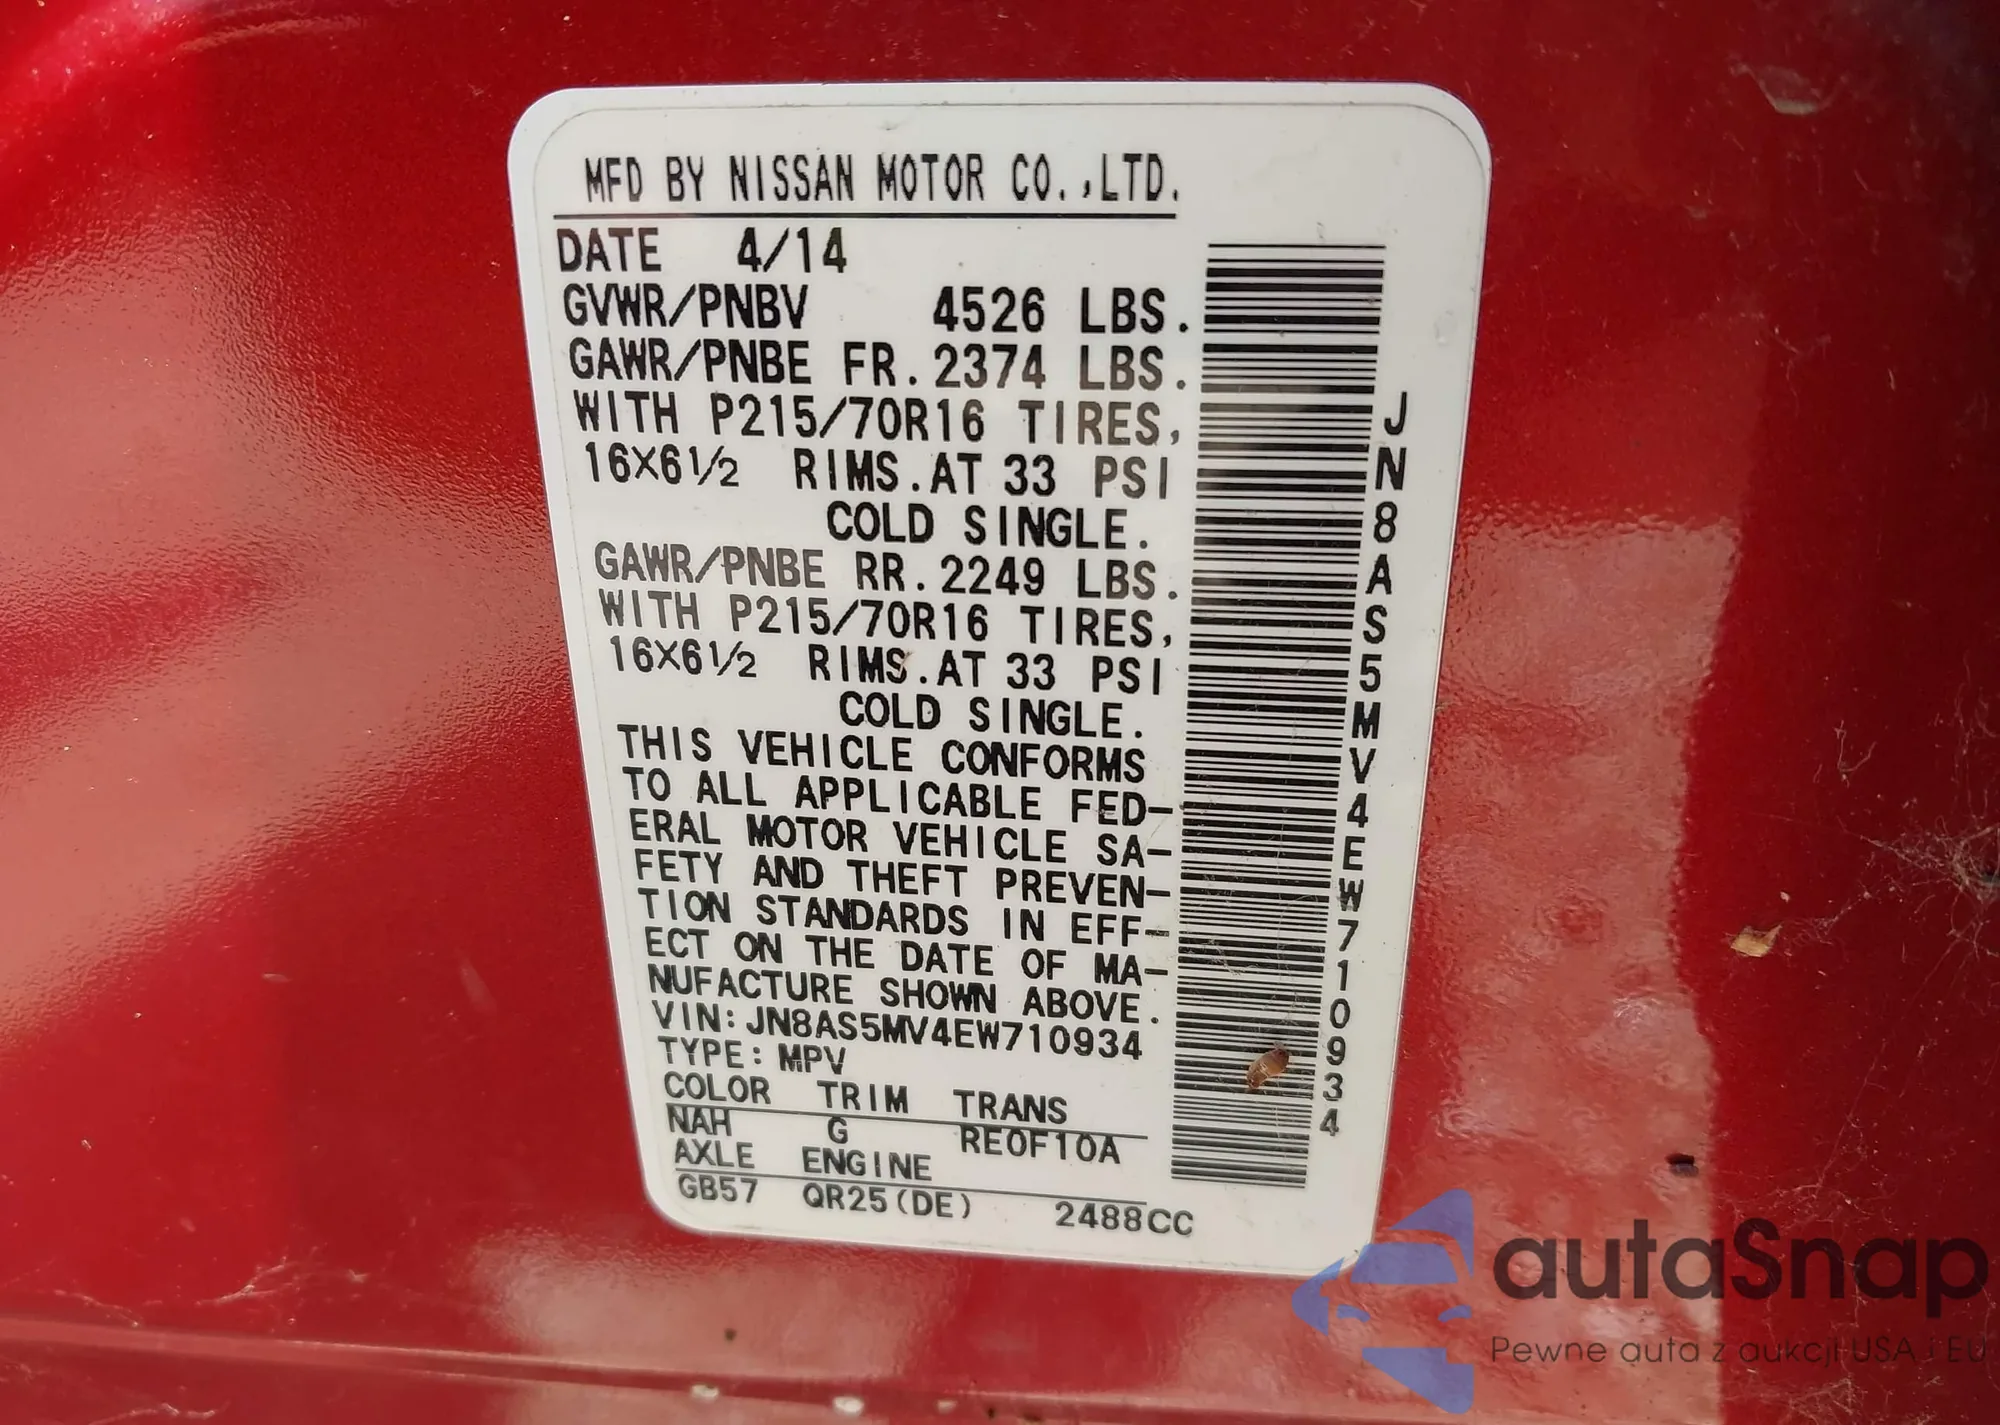 MFD BY NISSAN MOTOR CO.,LTD.
DATE 4/14
GVWR/PNBV 4526 LBS.
GAWR/PNBE FR. 2374 LBS.
WITH P215/70R16 TIRES,
16X6½ RIMS.AT 33 PSI
COLD SINGLE.
GAWR/PNBE RR. 2249 LBS.
WITH P215/70R16 TIRES,
16X6½ RIMS.AT 33 PSI
COLD SINGLE.
THIS VEHICLE CONFORMS
TO ALL APPLICABLE FED-
ERAL MOTOR VEHICLE SA-
FETY AND THEFT PREVEN-
TION STANDARDS IN EFF-
ECT ON THE DATE OF MA-
NUFACTURE SHOWN ABOVE.
VIN: JN8AS5MV4EW710934
TYPE: MPV
COLOR TRIM TRANS
NAH G RE0F10A
AXLE ENGINE
GB57 QR25(DE) 2488CC
JN8AS5MV4EW710934
autaSnap
Pewne auta z aukcji USA i EU